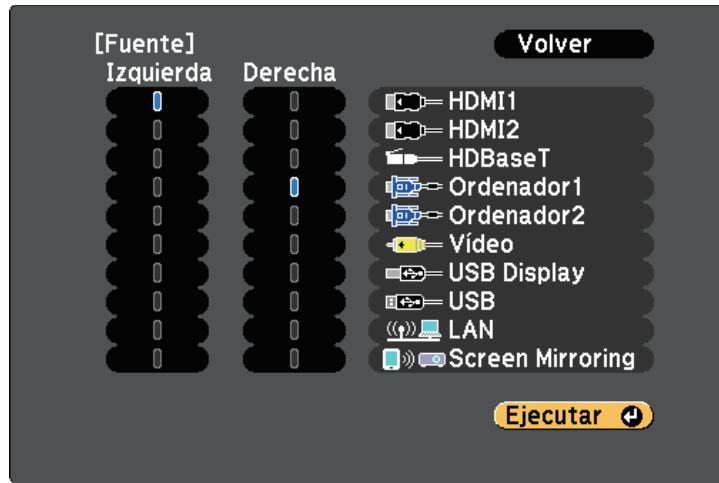 [Fuente]
Volver
Izquierda Derecha
HDMI1
HDMI2
HDBaseT
Ordenador1
Ordenador2
Vídeo
USB Display
USB
LAN
Screen Mirroring
Ejecutar